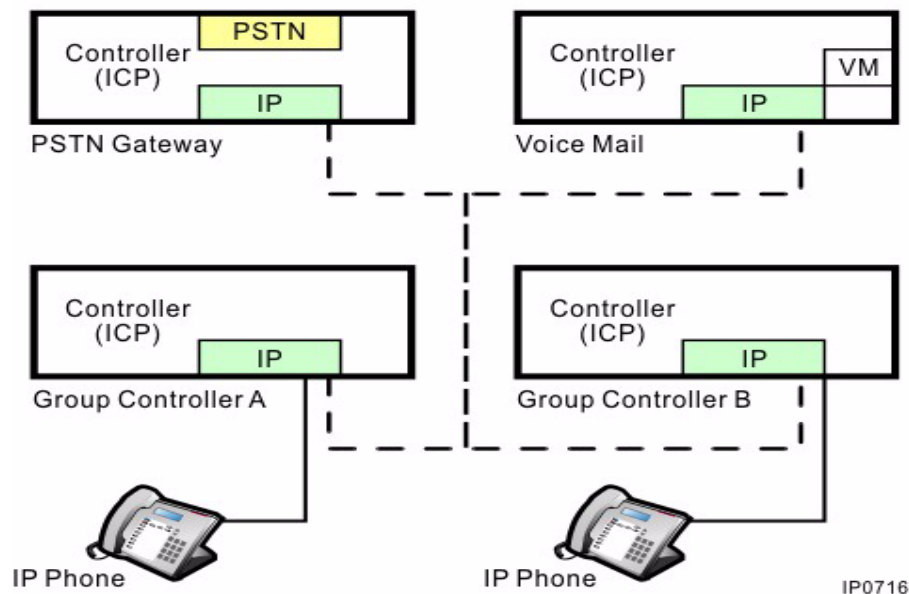 PSTN
Controller
(ICP)
IP
PSTN Gateway
Controller
(ICP)
VM
IP
Voice Mail
Controller
(ICP)
IP
Group Controller A
Controller
(ICP)
IP
Group Controller B
IP Phone
IP Phone
IP0716